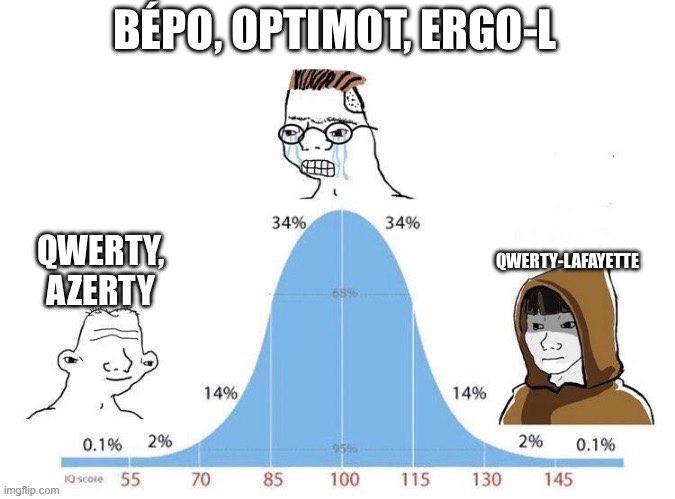 BÉPO, OPTIMOT, ERGO-L
34% 34%
QWERTY,
AZERTY
QWERTY-LAFAYETTE
68%
14% 14%
0.1% 2% 95% 2% 0.1%
IQ score 55 70 85 100 115 130 145
imgflip.com